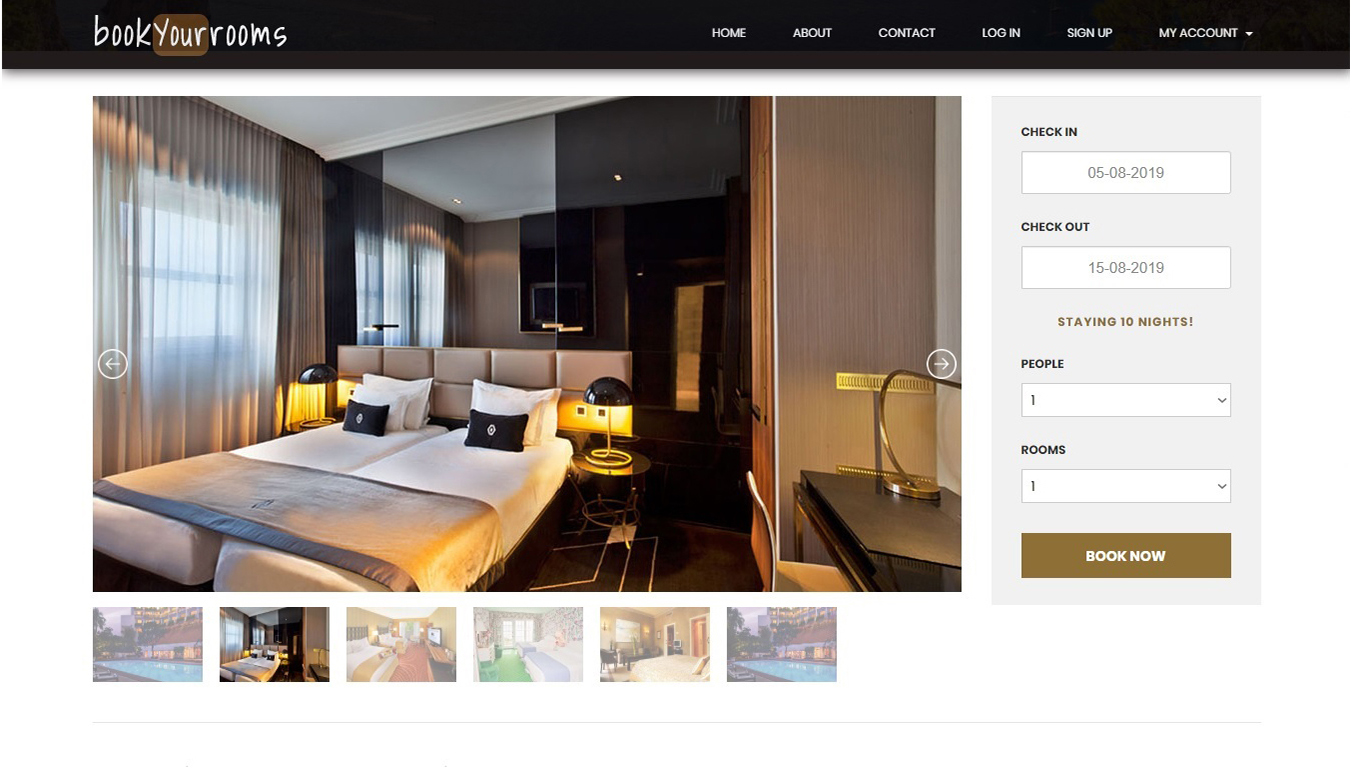 bookYourrooms
HOME ABOUT CONTACT LOG IN SIGN UP MY ACCOUNT
CHECK IN
05-08-2019
CHECK OUT
15-08-2019
STAYING 10 NIGHTS!
PEOPLE
1
ROOMS
1
BOOK NOW